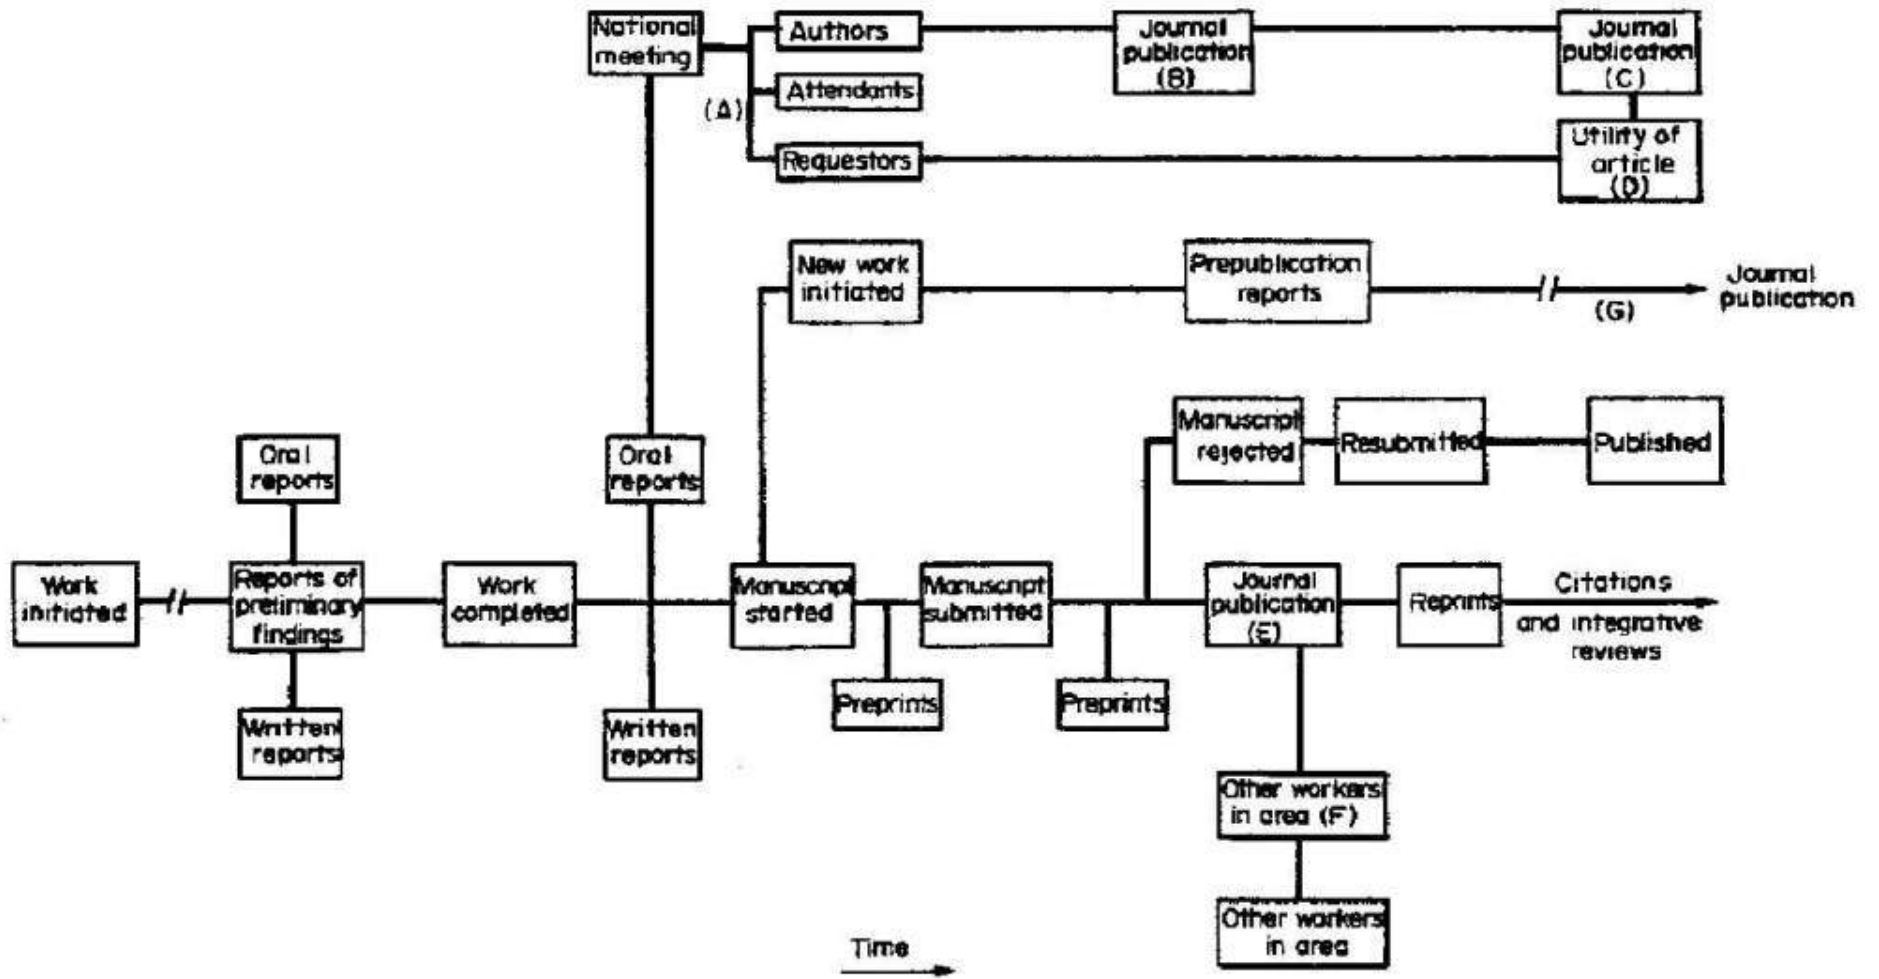 National
meeting
Authors
Journal
publication
(B)
Journal
publication
(C)
Attendants
(A)
Requestors
Utility of
article
(D)
New work
initiated
Prepublication
reports
(G)
Journal
publication
Manuscript
rejected
Resubmitted
Published
Oral
reports
Oral
reports
Work
initiated
Reports of
preliminary
findings
Work
completed
Manuscript
started
Manuscript
submitted
Journal
publication
(E)
Reprints
Citations
and integrative
reviews
Preprints
Preprints
Written
reports
Written
reports
Other workers
in area (F)
Other workers
in area
Time